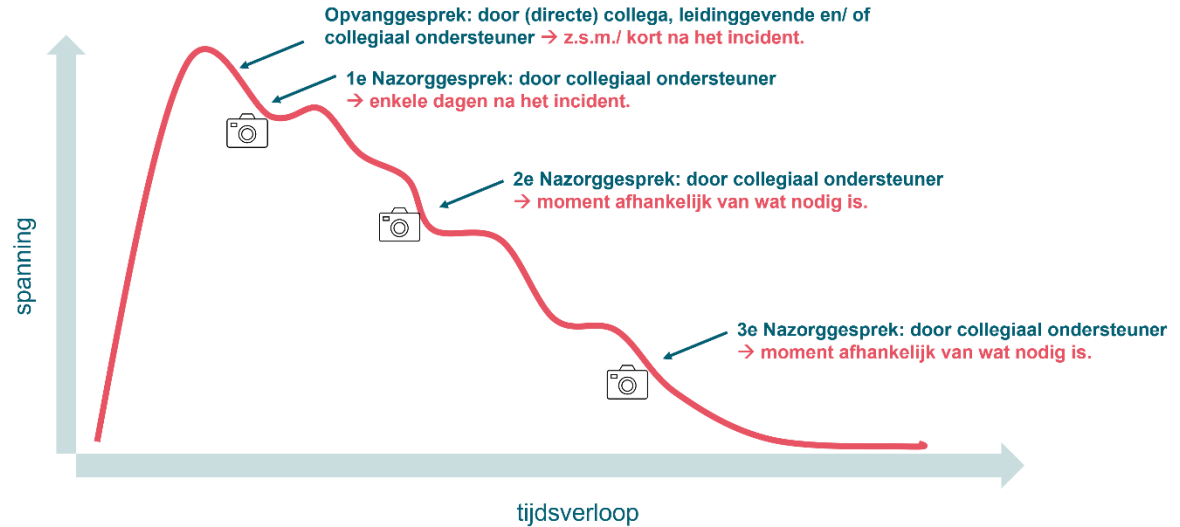 Opvanggesprek: door (directe) collega, leidinggevende en/ of
collegiaal ondersteuner → z.s.m./ kort na het incident.
1e Nazorggesprek: door collegiaal ondersteuner
→ enkele dagen na het incident.
2e Nazorggesprek: door collegiaal ondersteuner
→ moment afhankelijk van wat nodig is.
3e Nazorggesprek: door collegiaal ondersteuner
→ moment afhankelijk van wat nodig is.
spanning
tijdsverloop